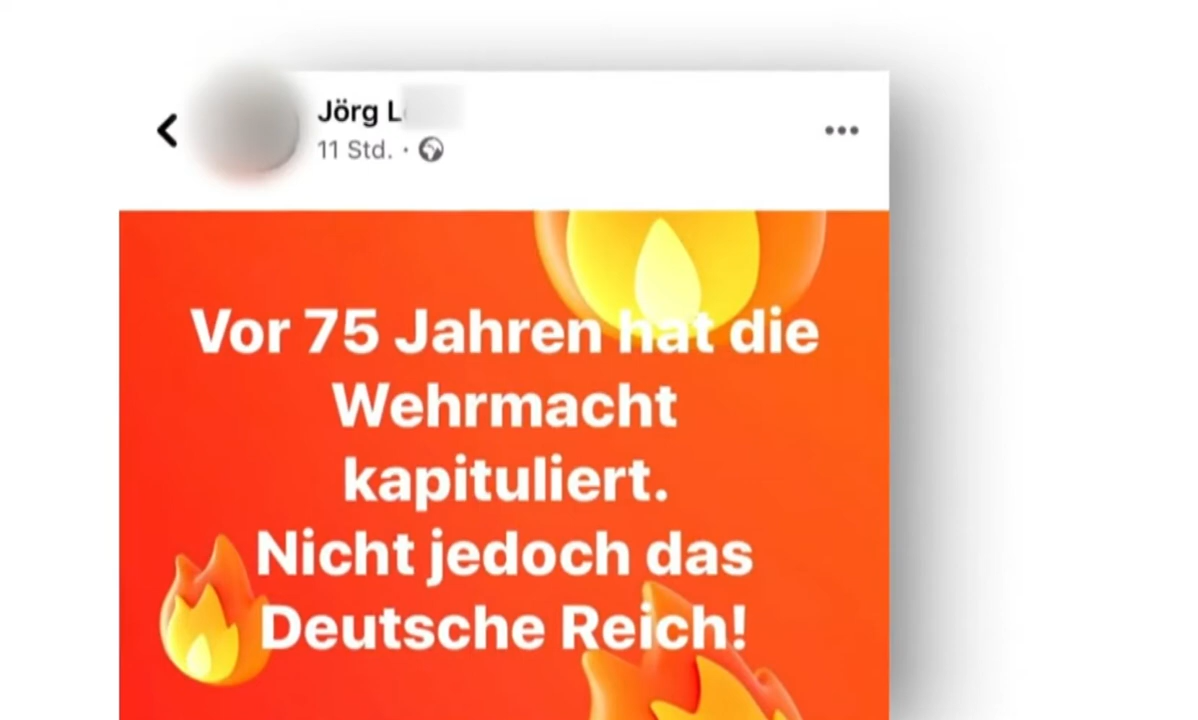 Jörg L
11 Std. ·
Vor 75 Jahren hat die
Wehrmacht
kapituliert.
Nicht jedoch das
Deutsche Reich!